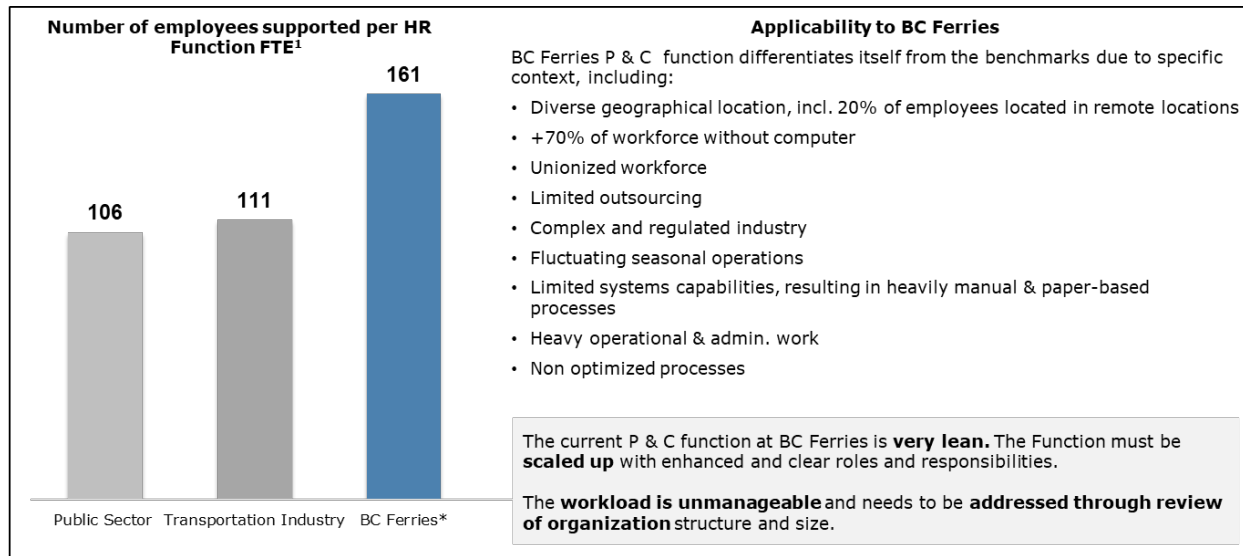 Number of employees supported per HR
Function FTE¹
161
106
111
Public Sector
Transportation Industry
BC Ferries*
Applicability to BC Ferries
BC Ferries P & C function differentiates itself from the benchmarks due to specific
context, including:
• Diverse geographical location, incl. 20% of employees located in remote locations
• +70% of workforce without computer
• Unionized workforce
• Limited outsourcing
• Complex and regulated industry
• Fluctuating seasonal operations
• Limited systems capabilities, resulting in heavily manual & paper-based
processes
• Heavy operational & admin. work
• Non optimized processes
The current P & C function at BC Ferries is very lean. The Function must be
scaled up with enhanced and clear roles and responsibilities.
The workload is unmanageable and needs to be addressed through review
of organization structure and size.